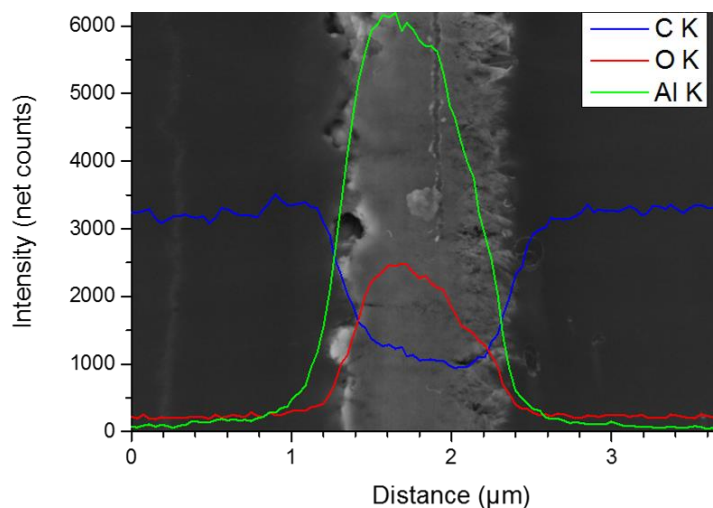 6000
5000
4000
3000
2000
1000
0
Intensity (net counts)
C K
O K
Al K
0 1 2 3
Distance (µm)